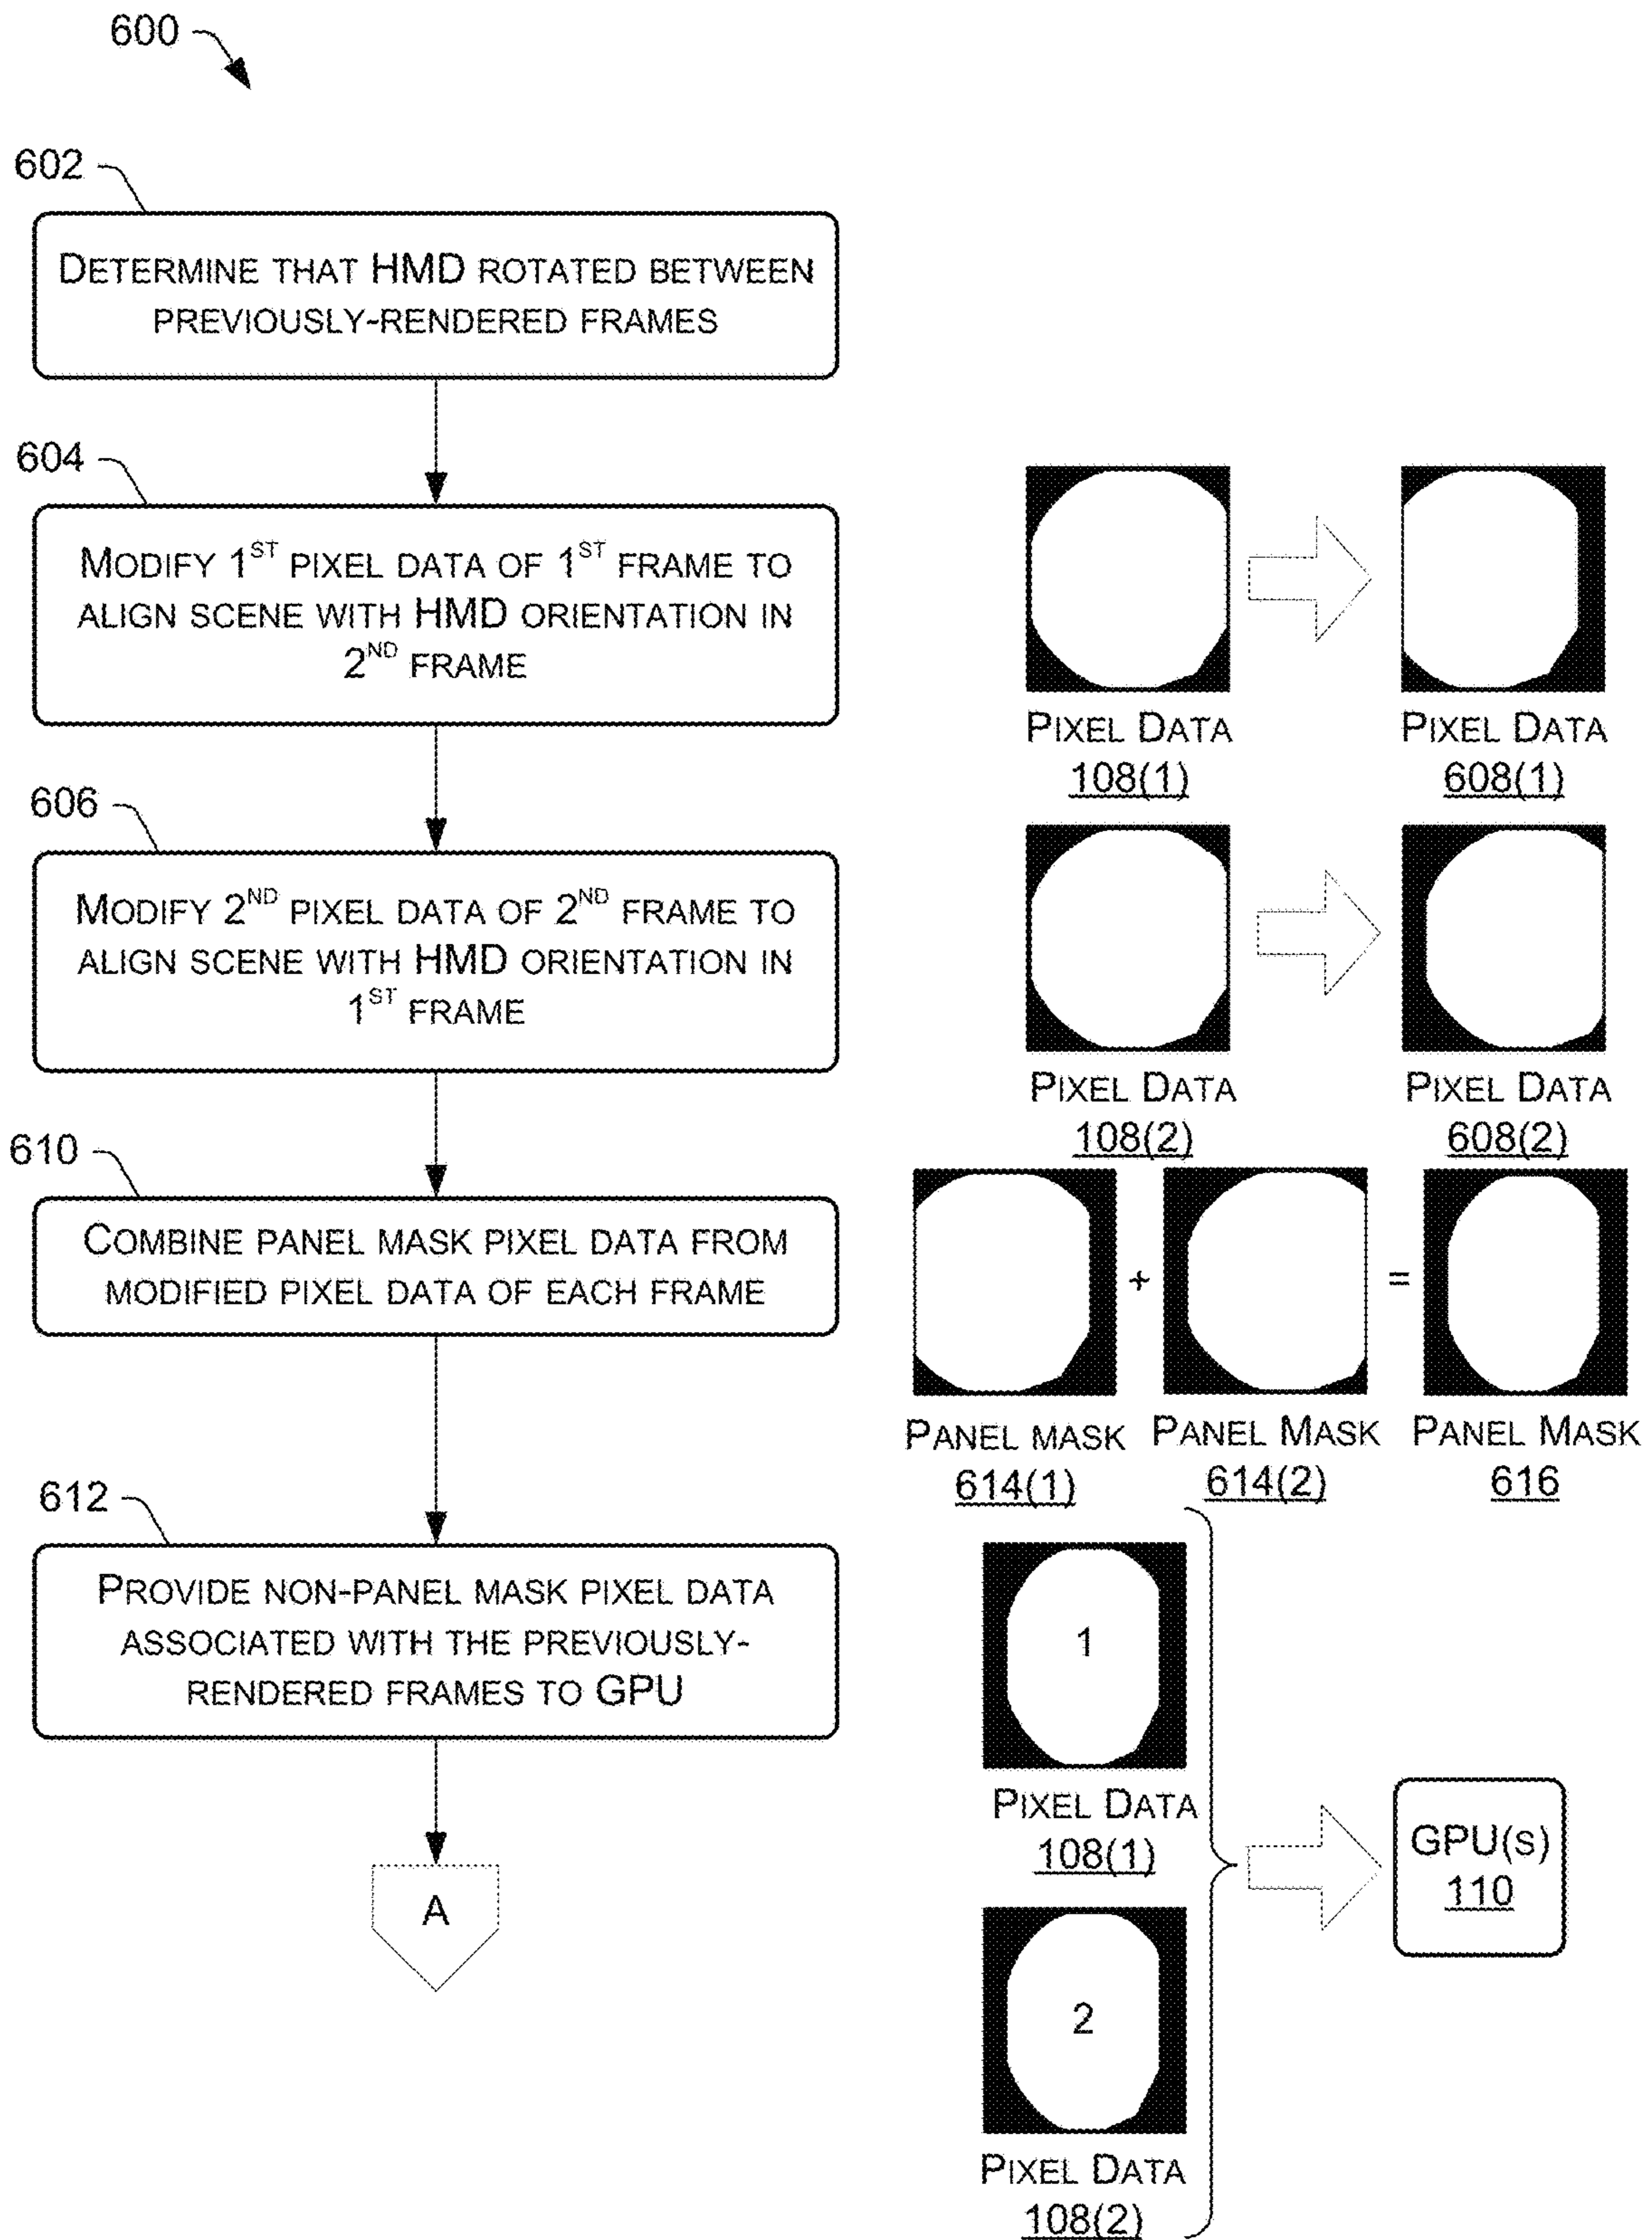 600
602
DETERMINE THAT HMD ROTATED BETWEEN
PREVIOUSLY-RENDERED FRAMES
604
MODIFY 1ST PIXEL DATA OF 1ST FRAME TO
ALIGN SCENE WITH HMD ORIENTATION IN
2ND FRAME
PIXEL DATA
108(1)
PIXEL DATA
608(1)
606
MODIFY 2ND PIXEL DATA OF 2ND FRAME TO
ALIGN SCENE WITH HMD ORIENTATION IN
1ST FRAME
PIXEL DATA
108(2)
PIXEL DATA
608(2)
610
COMBINE PANEL MASK PIXEL DATA FROM
MODIFIED PIXEL DATA OF EACH FRAME
+
=
PANEL MASK
614(1)
PANEL MASK
614(2)
PANEL MASK
616
612
PROVIDE NON-PANEL MASK PIXEL DATA
ASSOCIATED WITH THE PREVIOUSLY-
RENDERED FRAMES TO GPU
1
PIXEL DATA
108(1)
GPU(S)
110
A
2
PIXEL DATA
108(2)